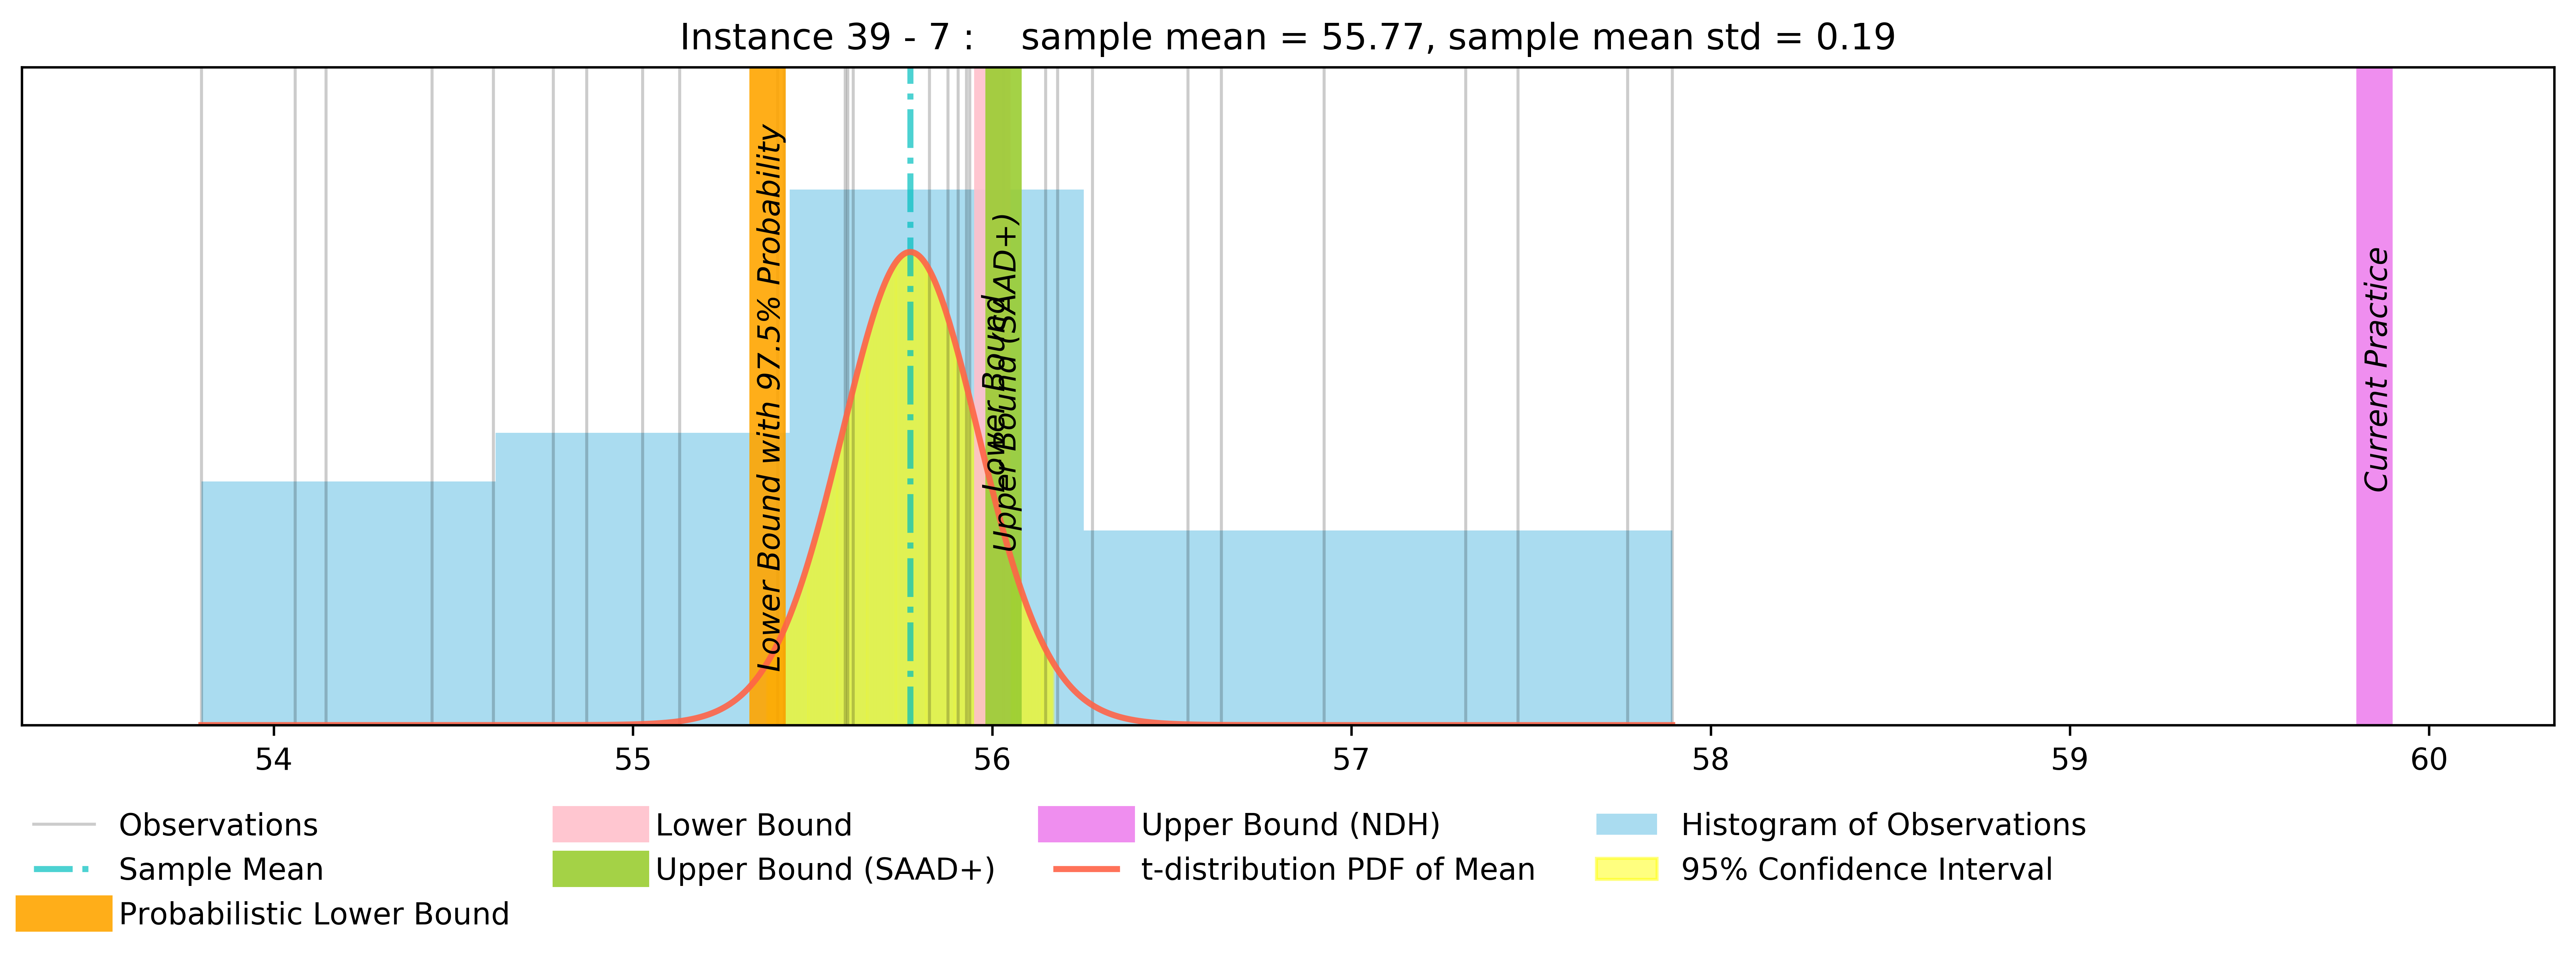 Instance 39 - 7 :    sample mean = 55.77, sample mean std = 0.19
Lower Bound with 97.5% Probability
Lower Bound
Upper Bound (SAAD+)
Current Practice
54 55 56 57 58 59 60
Observations
Sample Mean
Probabilistic Lower Bound
Lower Bound
Upper Bound (SAAD+)
Upper Bound (NDH)
t-distribution PDF of Mean
Histogram of Observations
95% Confidence Interval